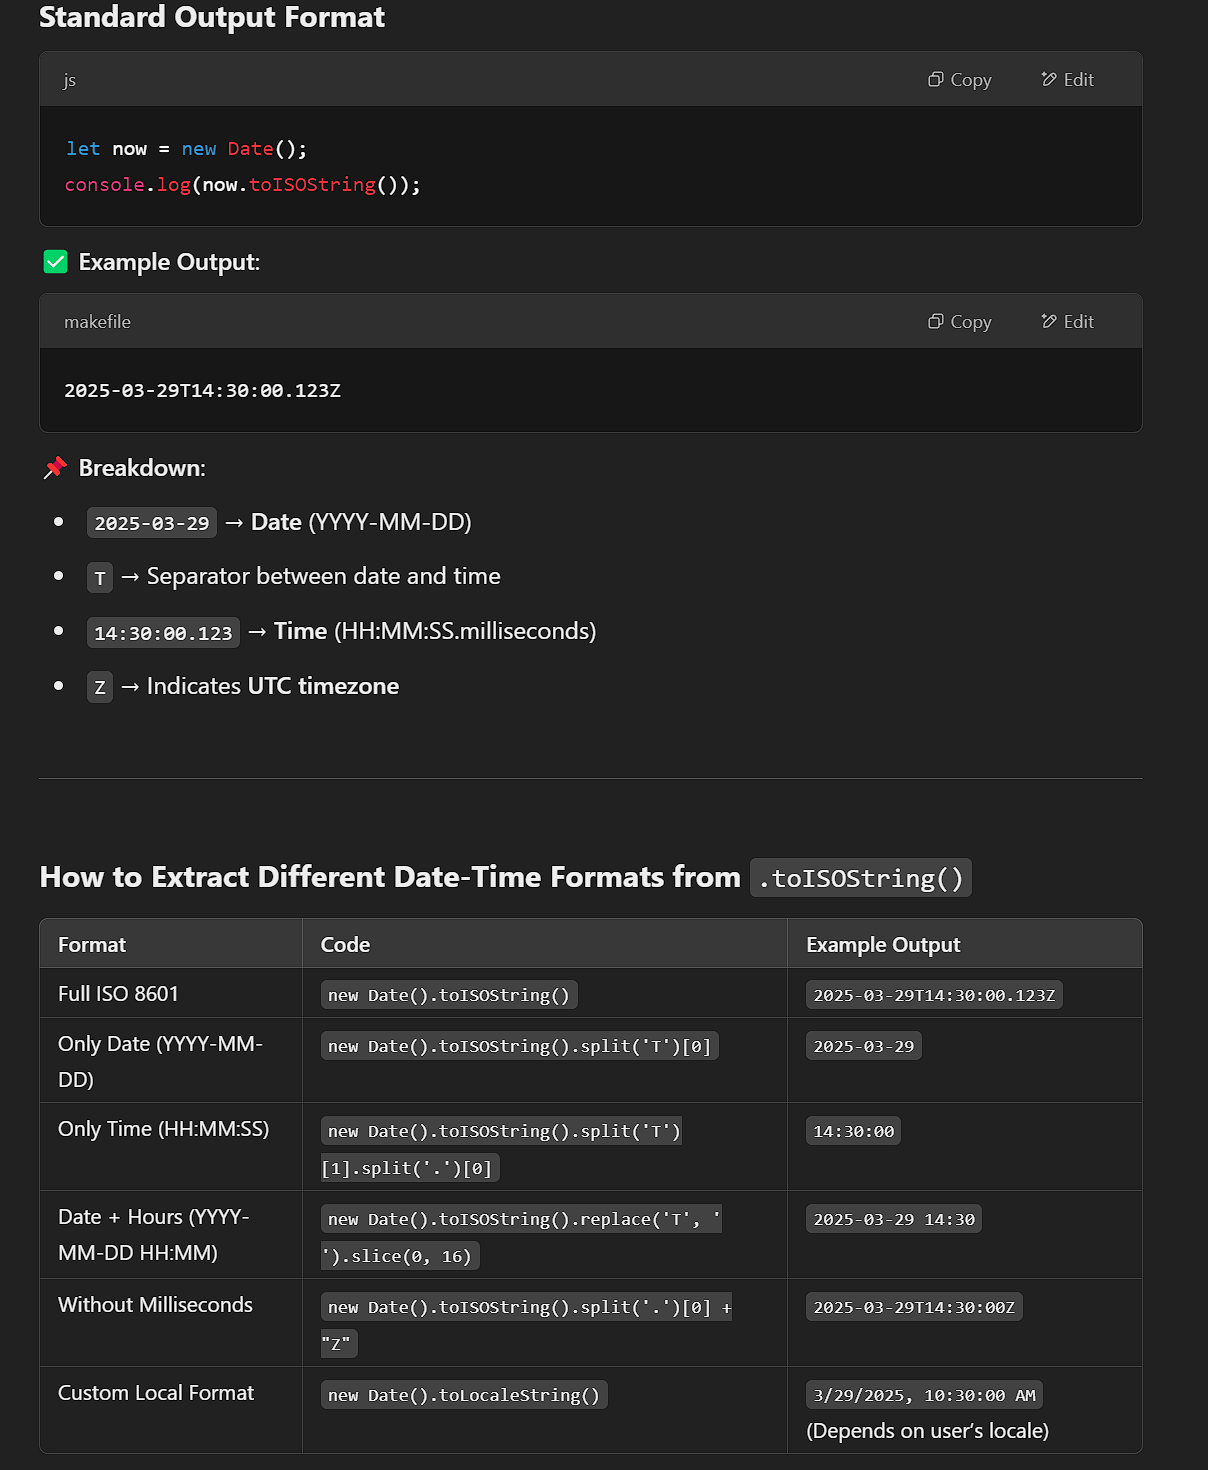 Standard Output Format
js
Copy
Edit
let now = new Date();
console.log(now.toISOString());
✅ Example Output:
makefile
Copy
Edit
2025-03-29T14:30:00.123Z
📌 Breakdown:
• 2025-03-29 → Date (YYYY-MM-DD)
• T → Separator between date and time
• 14:30:00.123 → Time (HH:MM:SS.milliseconds)
• Z → Indicates UTC timezone
How to Extract Different Date-Time Formats from .toISOString()
Format
Code
Example Output
Full ISO 8601
new Date().toISOString()
2025-03-29T14:30:00.123Z
Only Date (YYYY-MM-
DD)
new Date().toISOString().split('T')[0]
2025-03-29
Only Time (HH:MM:SS)
new Date().toISOString().split('T')
[1].split('.')[0]
14:30:00
Date + Hours (YYYY-
MM-DD HH:MM)
new Date().toISOString().replace('T', '
').slice(0, 16)
2025-03-29 14:30
Without Milliseconds
new Date().toISOString().split('.')[0] +
"Z"
2025-03-29T14:30:00Z
Custom Local Format
new Date().toLocaleString()
3/29/2025, 10:30:00 AM
(Depends on user’s locale)